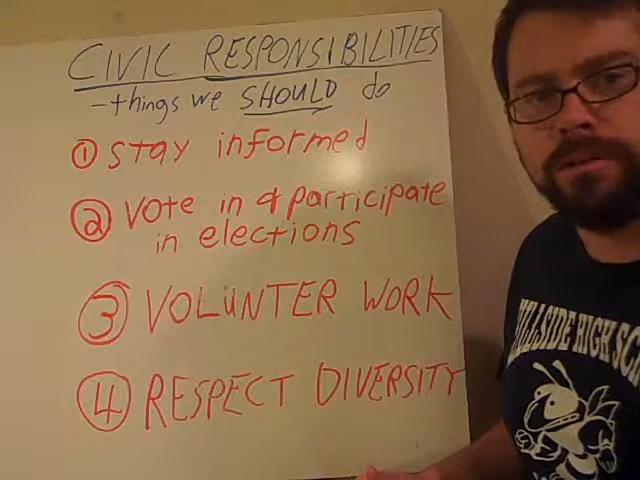 CIVIC RESPONSIBILITIES
- things we SHOULD do
① STAY informed
② VOTE in & participate
in elections
③ VOLUNTER WORK
④ RESPECT DIVERSITY
HILLSIDE HIGH